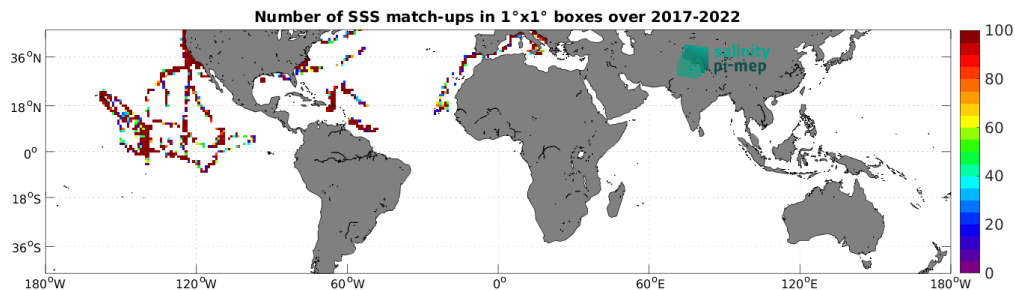 Number of SSS match-ups in 1°x1° boxes over 2017-2022
36°N
18°N
0°
18°S
36°S
180°W
120°W
60°W
0°
60°E
120°E
180°W
salinity
pi-mep
100
80
60
40
20
0